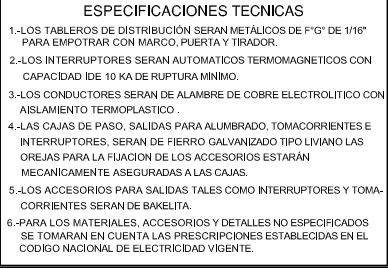 ESPECIFICACIONES TECNICAS
1.-LOS TABLEROS DE DISTRIBUCIÓN SERAN METÁLICOS DE F°G° DE 1/16"
PARA EMPOTRAR CON MARCO, PUERTA Y TIRADOR.
2.-LOS INTERRUPTORES SERAN AUTOMATICOS TERMOMAGNETICOS CON
CAPACIDAD IDE 10 KA DE RUPTURA MÍNIMO.
3.-LOS CONDUCTORES SERAN DE ALAMBRE DE COBRE ELECTROLITICO CON
AISLAMIENTO TERMOPLASTICO .
4.-LAS CAJAS DE PASO, SALIDAS PARA ALUMBRADO, TOMACORRIENTES E
INTERRUPTORES, SERAN DE FIERRO GALVANIZADO TIPO LIVIANO LAS
OREJAS PARA LA FIJACION DE LOS ACCESORIOS ESTARÁN
MECANÍCAMENTE ASEGURADAS A LAS CAJAS.
5.-LOS ACCESORIOS PARA SALIDAS TALES COMO INTERRUPTORES Y TOMA-
CORRIENTES SERAN DE BAKELITA.
6.-PARA LOS MATERIALES, ACCESORIOS Y DETALLES NO ESPECIFICADOS
SE TOMARAN EN CUENTA LAS PRESCRIPCIONES ESTABLECIDAS EN EL
CODIGO NACIONAL DE ELECTRICIDAD VIGENTE.